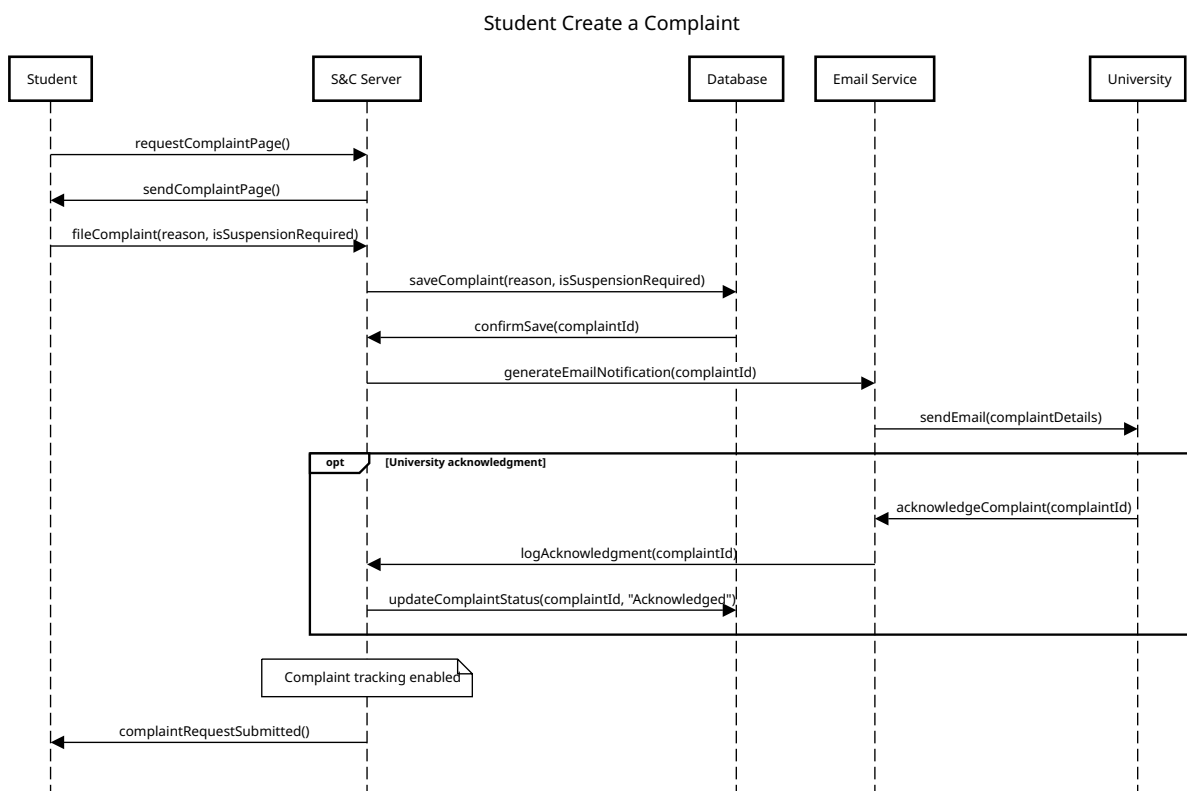 Student Create a Complaint
Student
S&C Server
Database
Email Service
University
requestComplaintPage()
sendComplaintPage()
fileComplaint(reason, isSuspensionRequired)
saveComplaint(reason, isSuspensionRequired)
confirmSave(complaintId)
generateEmailNotification(complaintId)
sendEmail(complaintDetails)
opt [University acknowledgment]
acknowledgeComplaint(complaintId)
logAcknowledgment(complaintId)
updateComplaintStatus(complaintId, "Acknowledged")
Complaint tracking enabled
complaintRequestSubmitted()